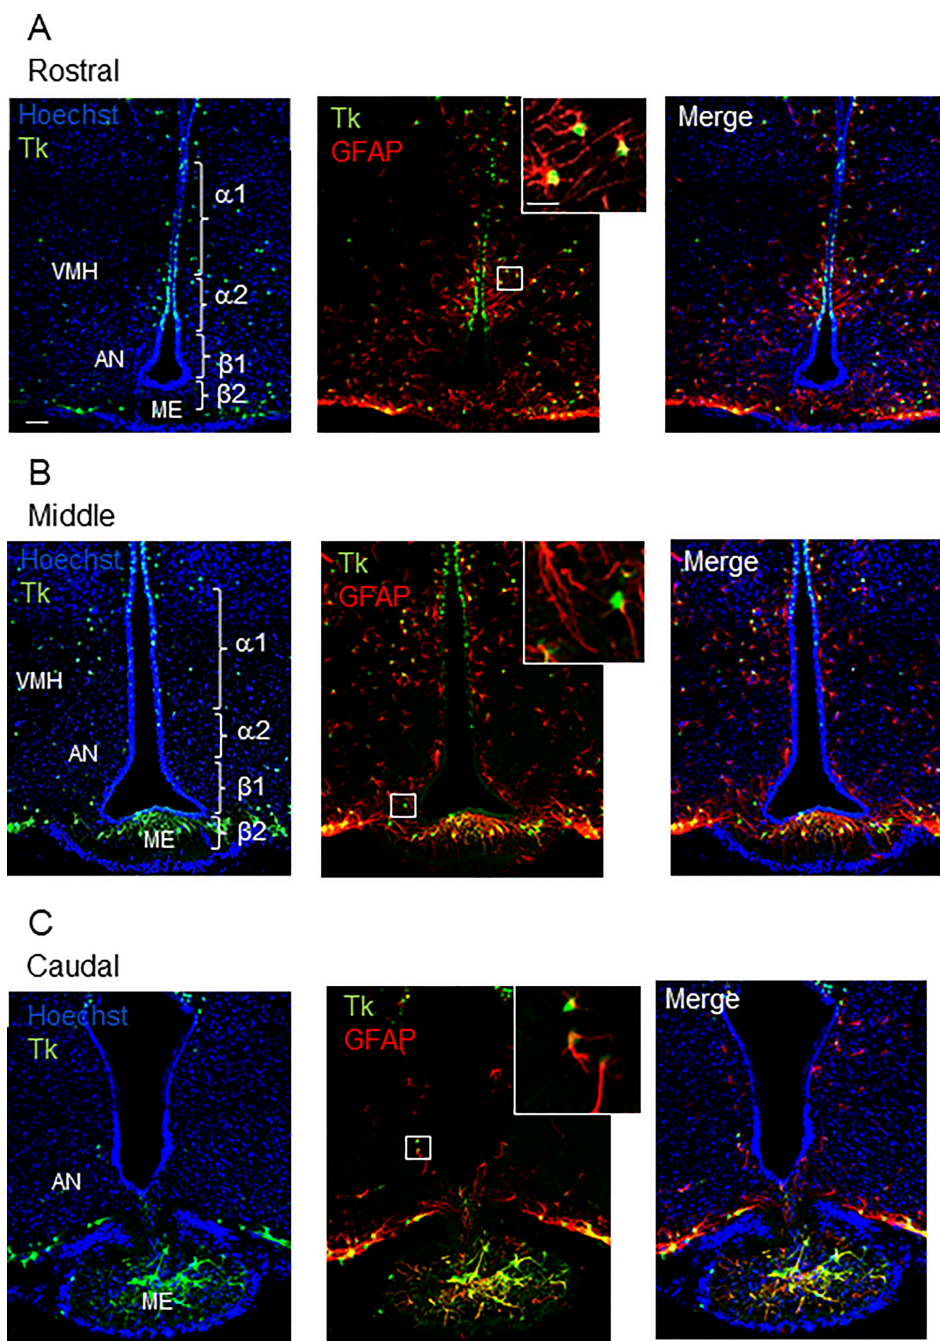 A
Rostral
Hoechst
Tk
α1
VMH
α2
AN
β1
β2
ME
Tk
GFAP
Merge
B
Middle
Hoechst
Tk
α1
VMH
α2
AN
β1
β2
ME
Tk
GFAP
Merge
C
Caudal
Hoechst
Tk
AN
ME
Tk
GFAP
Merge